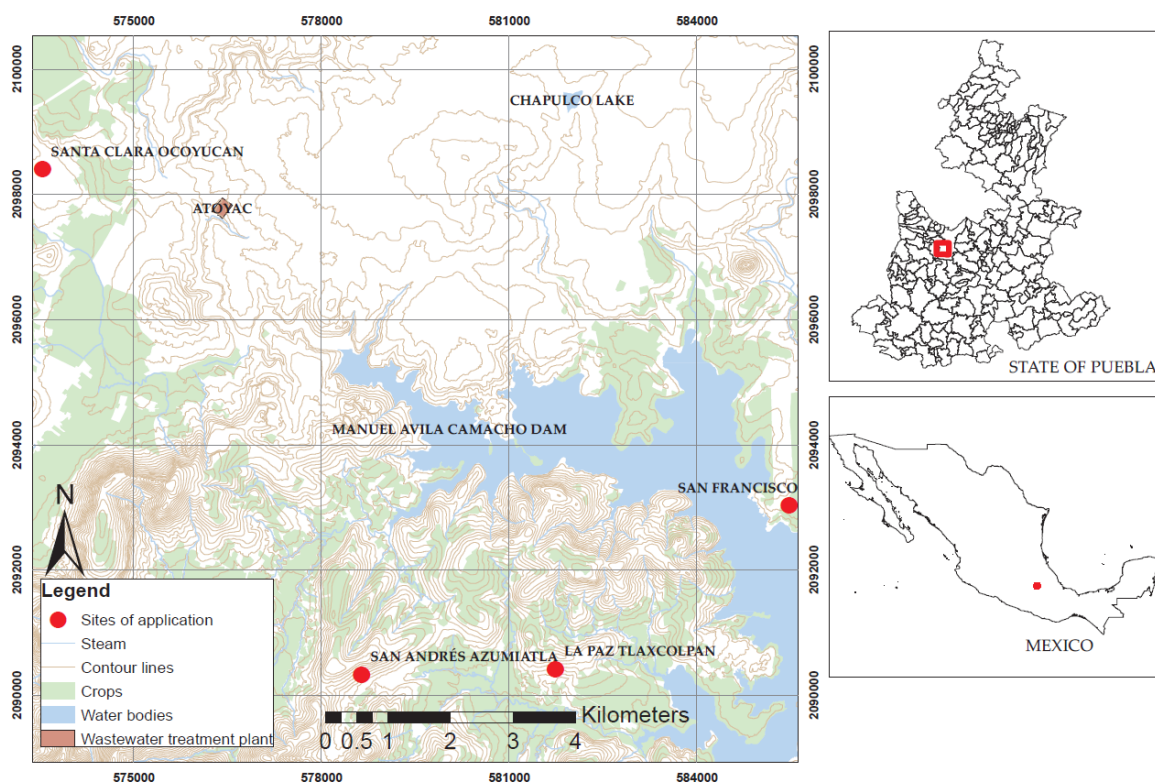 575000 578000 581000 584000
2100000
2098000
2096000
2094000
2092000
2090000
CHAPULCO LAKE
SANTA CLARA OCOYUCAN
ATOYAC
MANUEL AVILA CAMACHO DAM
SAN FRANCISCO
N
SAN ANDRÉS AZUMIATLA
LA PAZ TLAXCOLPAN
Legend
Sites of application
Steam
Contour lines
Crops
Water bodies
Wastewater treatment plant
Kilometers
0 0.5 1 2 3 4
2100000
2098000
2096000
2094000
2092000
2090000
575000 578000 581000 584000
STATE OF PUEBLA
MEXICO